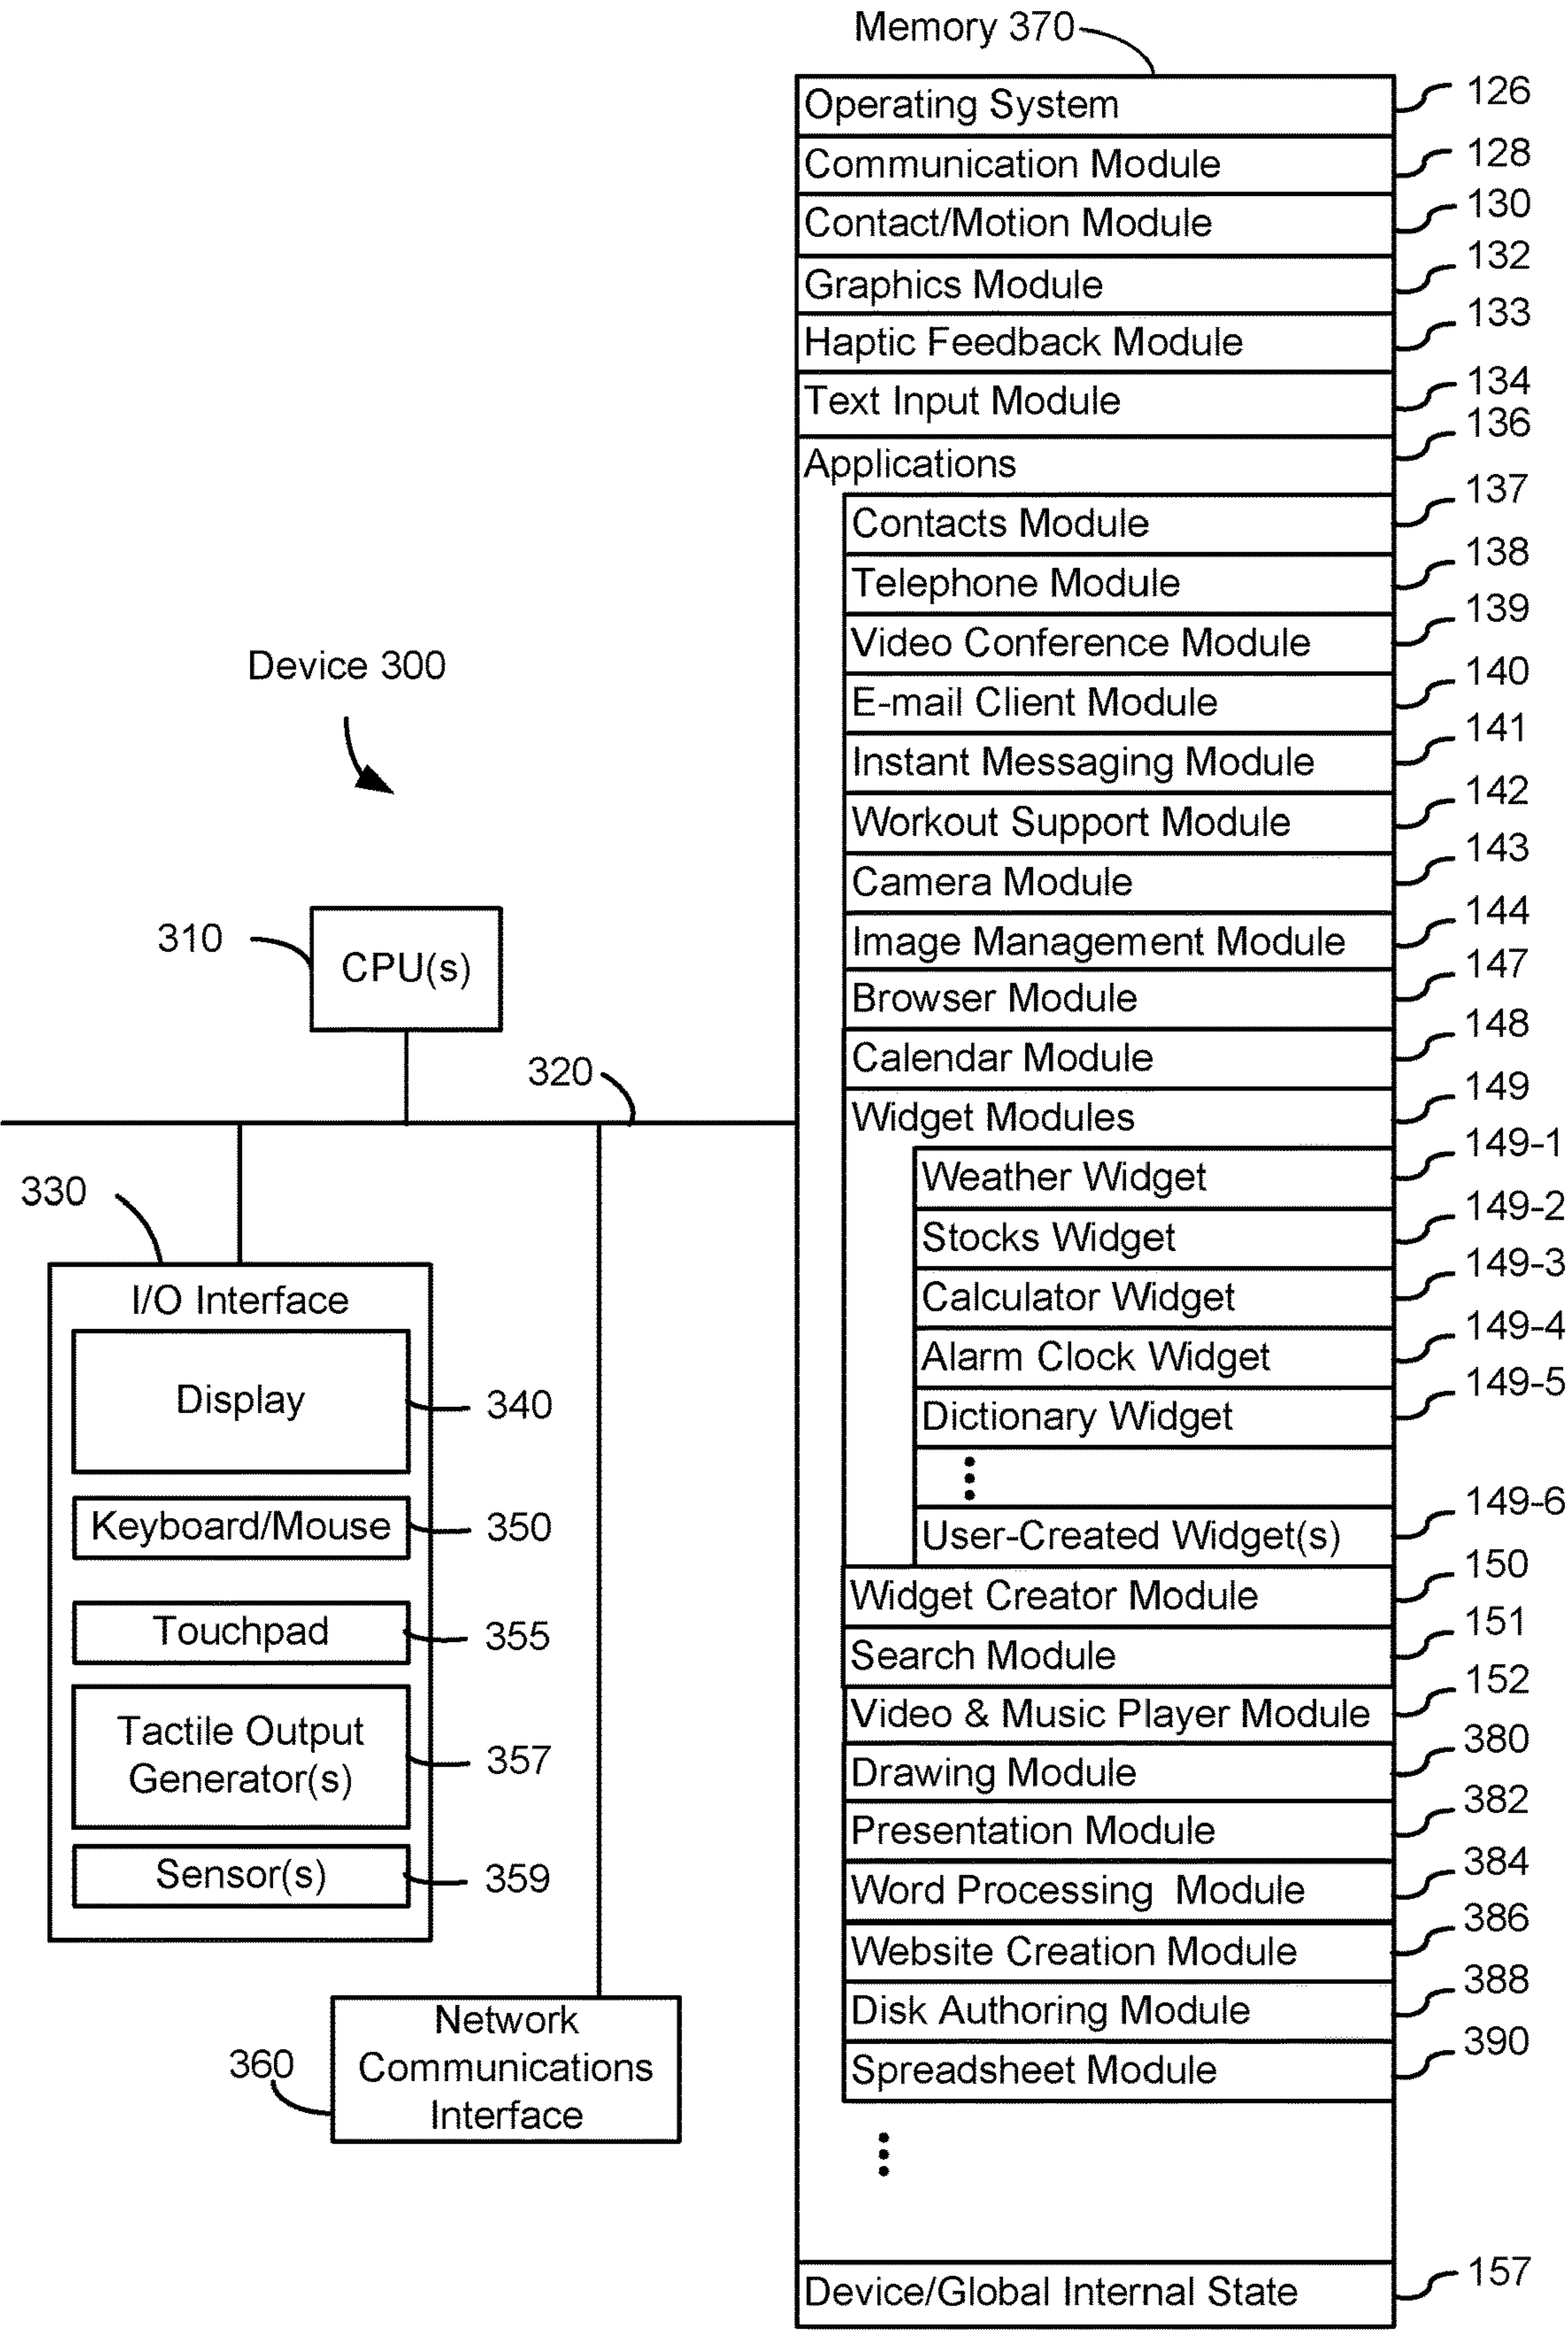 Memory 370
Operating System 126
Communication Module 128
Contact/Motion Module 130
Graphics Module 132
Haptic Feedback Module 133
Text Input Module 134
Applications 136
Contacts Module 137
Telephone Module 138
Video Conference Module 139
E-mail Client Module 140
Instant Messaging Module 141
Workout Support Module 142
Camera Module 143
Image Management Module 144
Browser Module 147
Calendar Module 148
Widget Modules 149
Weather Widget 149-1
Stocks Widget 149-2
Calculator Widget 149-3
Alarm Clock Widget 149-4
Dictionary Widget 149-5
User-Created Widget(s) 149-6
Widget Creator Module 150
Search Module 151
Video & Music Player Module 152
Drawing Module 380
Presentation Module 382
Word Processing Module 384
Website Creation Module 386
Disk Authoring Module 388
Spreadsheet Module 390
Device/Global Internal State 157
Device 300
310
CPU(s)
320
330
I/O Interface
Display 340
Keyboard/Mouse 350
Touchpad 355
Tactile Output
Generator(s) 357
Sensor(s) 359
360
Network
Communications
Interface